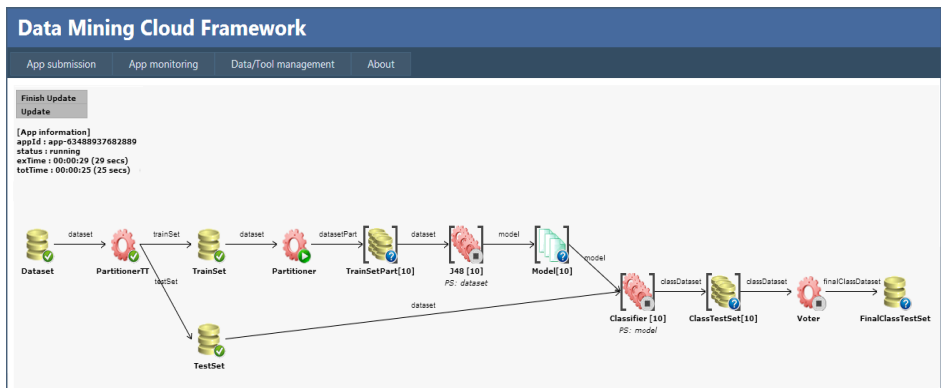 Data Mining Cloud Framework
App submission App monitoring Data/Tool management About
Finish Update
Update
[App information]
appId : app-63488937682889
status : running
exTime : 00:00:29 (29 secs)
totTime : 00:00:25 (25 secs)
dataset trainSet dataset datasetPart dataset model
Dataset PartitionerTT TrainSet Partitioner TrainSetPart[10] J48 [10] Model[10]
PS: dataset
model
testSet
classDataset classDataset finalClassDataset
dataset
Classifier [10] ClassTestSet[10] Voter FinalClassTestSet
PS: model
TestSet